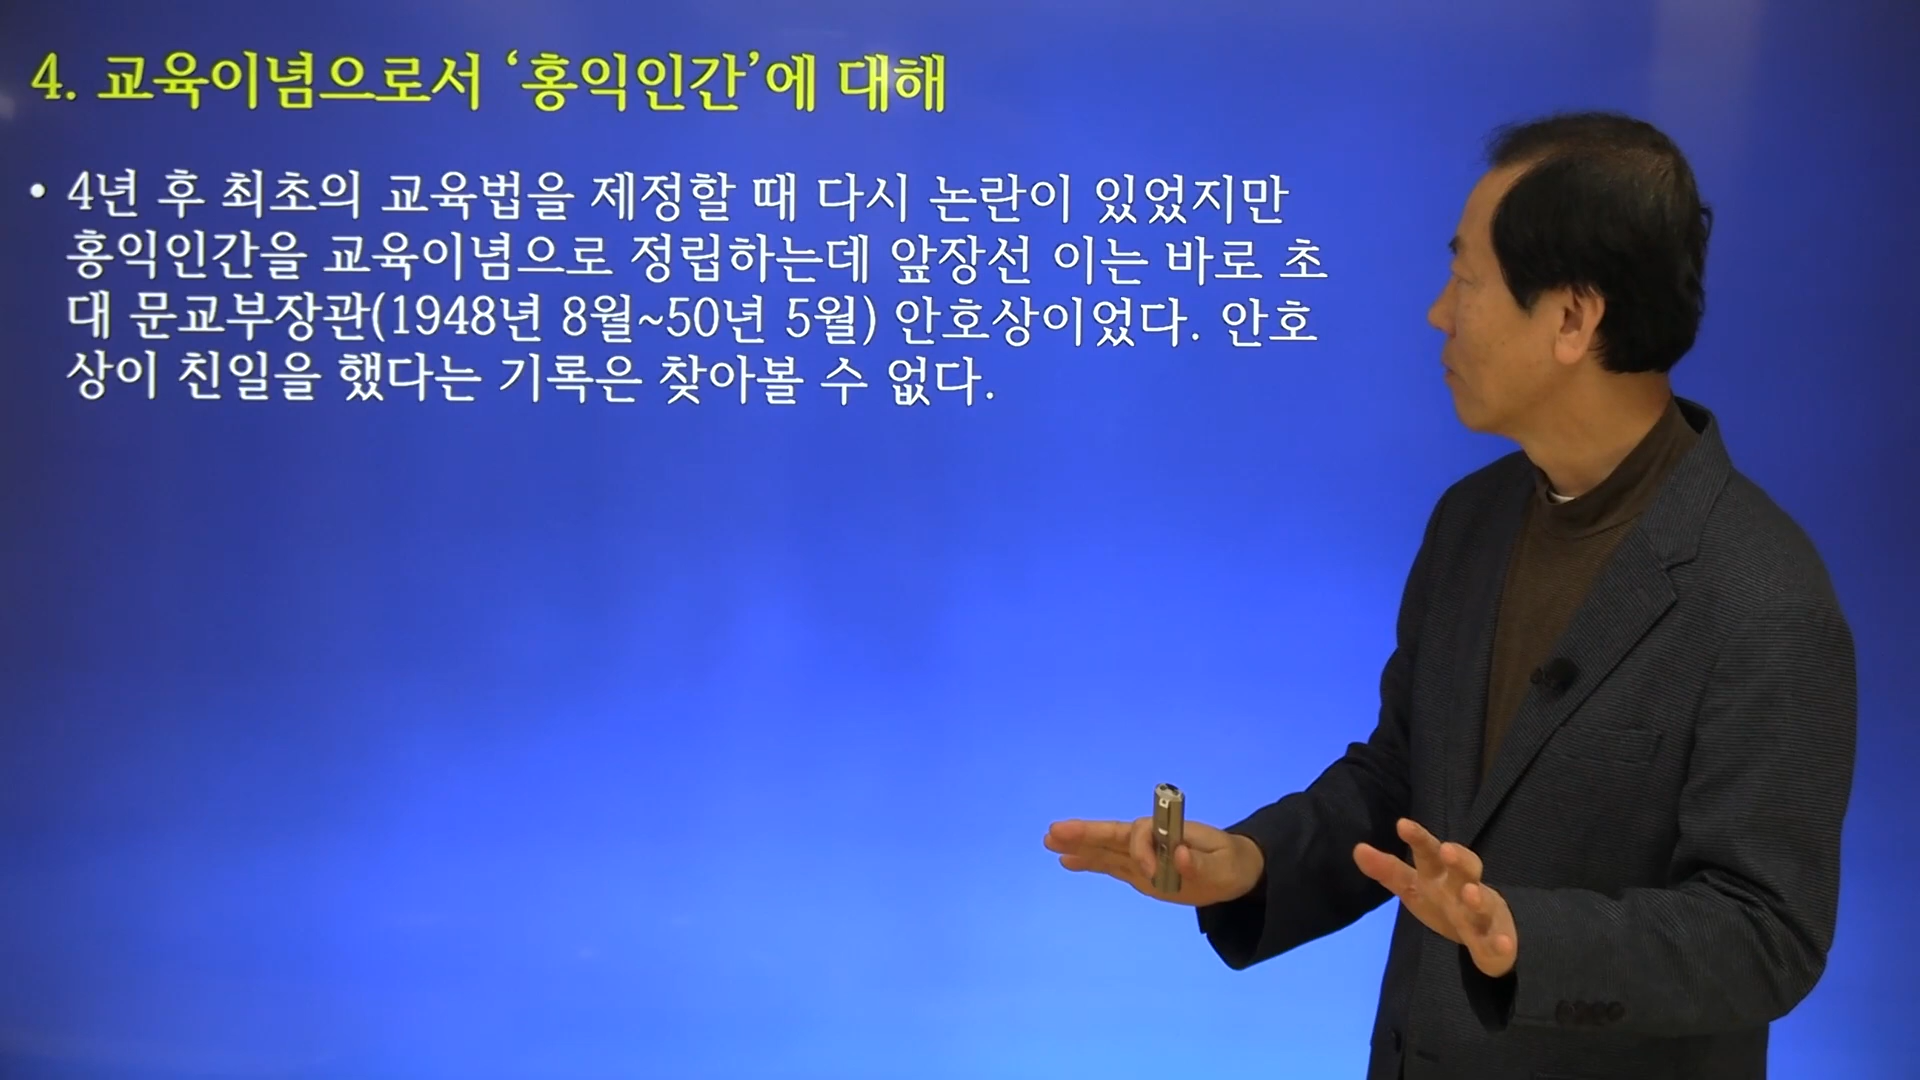 4. 교육이념으로서 ‘홍익인간’에 대해
• 4년 후 최초의 교육법을 제정할 때 다시 논란이 있었지만
홍익인간을 교육이념으로 정립하는데 앞장선 이는 바로 초
대 문교부장관(1948년 8월~50년 5월) 안호상이었다. 안호
상이 친일을 했다는 기록은 찾아볼 수 없다.